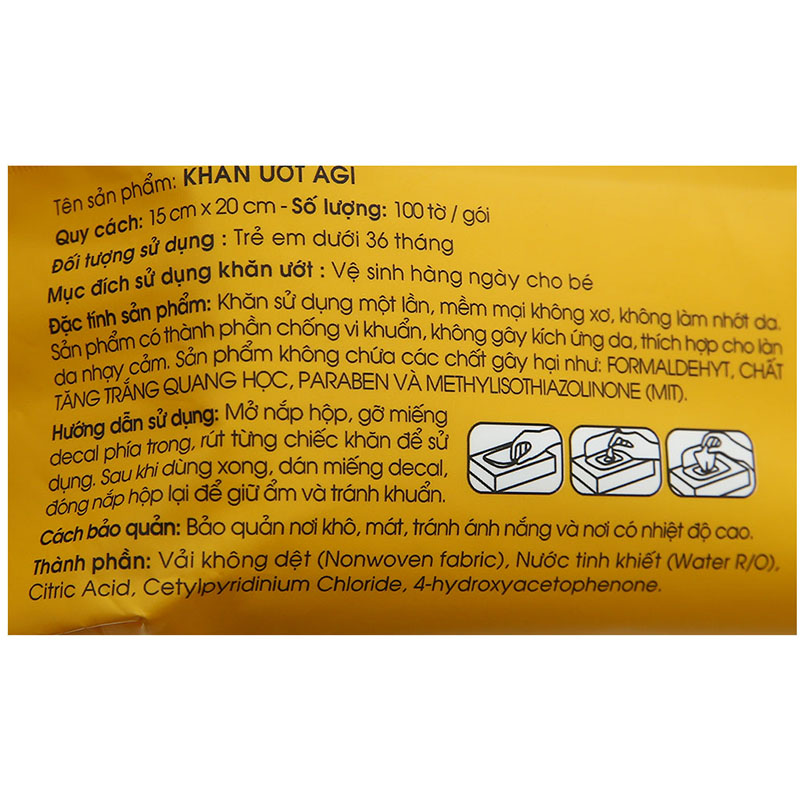 Tên sản phẩm: KHĂN ƯỚT AGI
Quy cách: 15 cm x 20 cm - Số lượng: 100 tờ / gói
Đối tượng sử dụng : Trẻ em dưới 36 tháng
Mục đích sử dụng khăn ướt : Vệ sinh hàng ngày cho bé
Đặc tính sản phẩm: Khăn sử dụng một lần, mềm mại không xơ, không làm nhớt da.
Sản phẩm có thành phần chống vi khuẩn, không gây kích ứng da, thích hợp cho làn
da nhạy cảm. Sản phẩm không chứa các chất gây hại như: FORMALDEHYT, CHẤT
TĂNG TRẮNG QUANG HỌC, PARABEN VÀ METHYLISOTHIAZOLINONE (MIT).
Hướng dẫn sử dụng: Mở nắp hộp, gỡ miếng
decal phía trong, rút từng chiếc khăn để sử
dụng. Sau khi dùng xong, dán miếng decal,
đóng nắp hộp lại để giữ ẩm và tránh khuẩn.
Cách bảo quản: Bảo quản nơi khô, mát, tránh ánh nắng và nơi có nhiệt độ cao.
Thành phần: Vải không dệt (Nonwoven fabric), Nước tinh khiết (Water R/O),
Citric Acid, Cetylpyridinium Chloride, 4-hydroxyacetophenone.